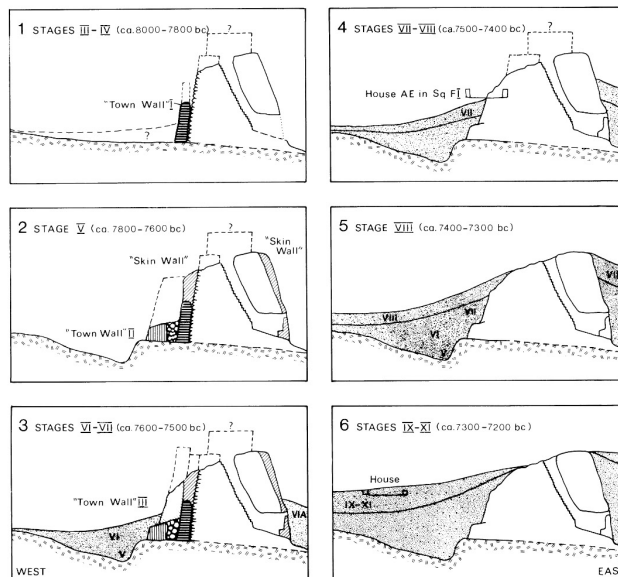 1 STAGES III-IV (ca. 8000-7800 bc)
?
"Town Wall" I
?
2 STAGE V (ca. 7800-7600 bc)
?
"Skin Wall"
"Skin
Wall"
"Town Wall" II
3 STAGES VI-VII (ca. 7600-7500 bc)
?
"Town Wall" III
VI
V
VIA
WEST
4 STAGES VII-VIII (ca. 7500-7400 bc)
?
House AE in Sq FI
VII
5 STAGE VIII (ca. 7400-7300 bc)
VIII
VII
VI
V
6 STAGES IX-XI (ca. 7300-7200 bc)
House
IX-XI